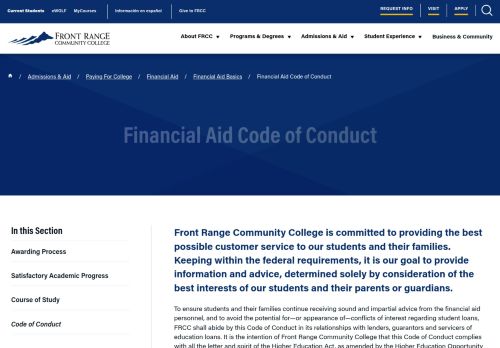 Current Students eWOLF MyCourses Información en español Give to FRCC REQUEST INFO VISIT APPLY
FRONT RANGE
COMMUNITY COLLEGE
About FRCC Programs & Degrees Admissions & Aid Student Experience Business & Community
/ Admissions & Aid / Paying For College / Financial Aid / Financial Aid Basics / Financial Aid Code of Conduct
Financial Aid Code of Conduct
In this Section
Awarding Process
Satisfactory Academic Progress
Course of Study
Code of Conduct
Front Range Community College is committed to providing the best
possible customer service to our students and their families.
Keeping within the federal requirements, it is our goal to provide
information and advice, determined solely by consideration of the
best interests of our students and their parents or guardians.
To ensure students and their families continue receiving sound and impartial advice from the financial aid
personnel, and to avoid the potential for—or appearance of—conflicts of interest regarding student loans,
FRCC shall abide by this Code of Conduct in its relationships with lenders, guarantors and servicers of
education loans. It is the intention of Front Range Community College that this Code of Conduct complies
with all the letter and spirit of the Higher Education Act, as amended by the Higher Education Opportunity